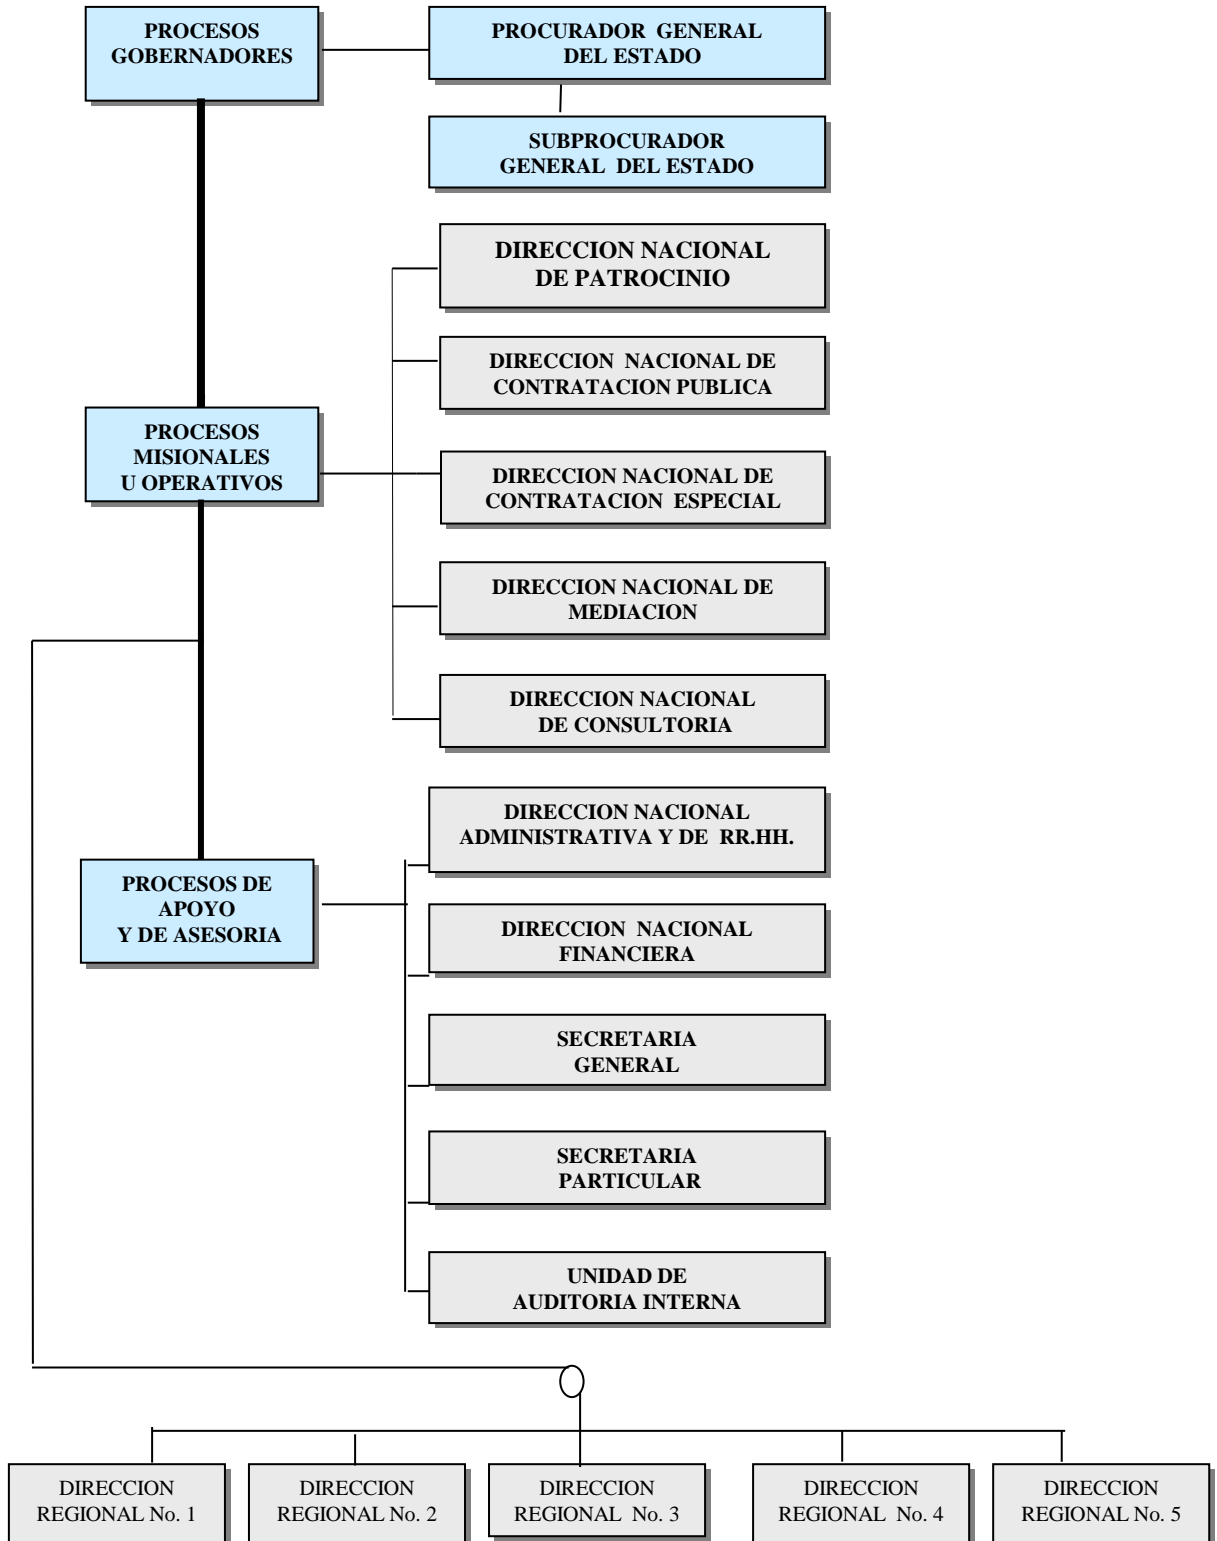 PROCESOS
GOBERNADORES
PROCURADOR GENERAL
DEL ESTADO
SUBPROCURADOR
GENERAL DEL ESTADO
DIRECCION NACIONAL
DE PATROCINIO
DIRECCION NACIONAL DE
CONTRATACION PUBLICA
PROCESOS
MISIONALES
U OPERATIVOS
DIRECCION NACIONAL DE
CONTRATACION ESPECIAL
DIRECCION NACIONAL DE
MEDIACION
DIRECCION NACIONAL
DE CONSULTORIA
DIRECCION NACIONAL
ADMINISTRATIVA Y DE RR.HH.
PROCESOS DE
APOYO
Y DE ASESORIA
DIRECCION NACIONAL
FINANCIERA
SECRETARIA
GENERAL
SECRETARIA
PARTICULAR
UNIDAD DE
AUDITORIA INTERNA
DIRECCION
REGIONAL No. 1
DIRECCION
REGIONAL No. 2
DIRECCION
REGIONAL No. 3
DIRECCION
REGIONAL No. 4
DIRECCION
REGIONAL No. 5